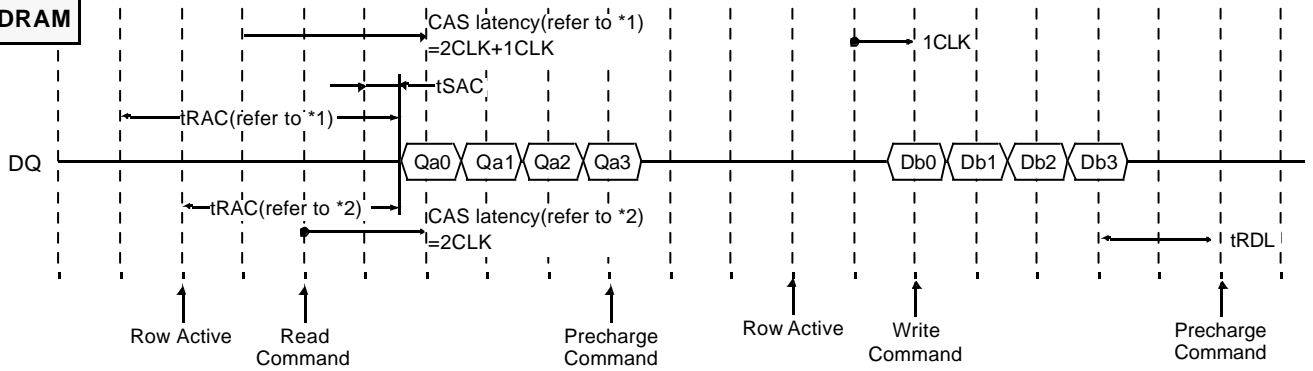 DRAM
CAS latency(refer to *1)
=2CLK+1CLK
1CLK
tSAC
tRAC(refer to *1)
DQ
Qa0
Qa1
Qa2
Qa3
Db0
Db1
Db2
Db3
tRAC(refer to *2)
CAS latency(refer to *2)
=2CLK
tRDL
Row Active
Read
Command
Precharge
Command
Row Active
Write
Command
Precharge
Command